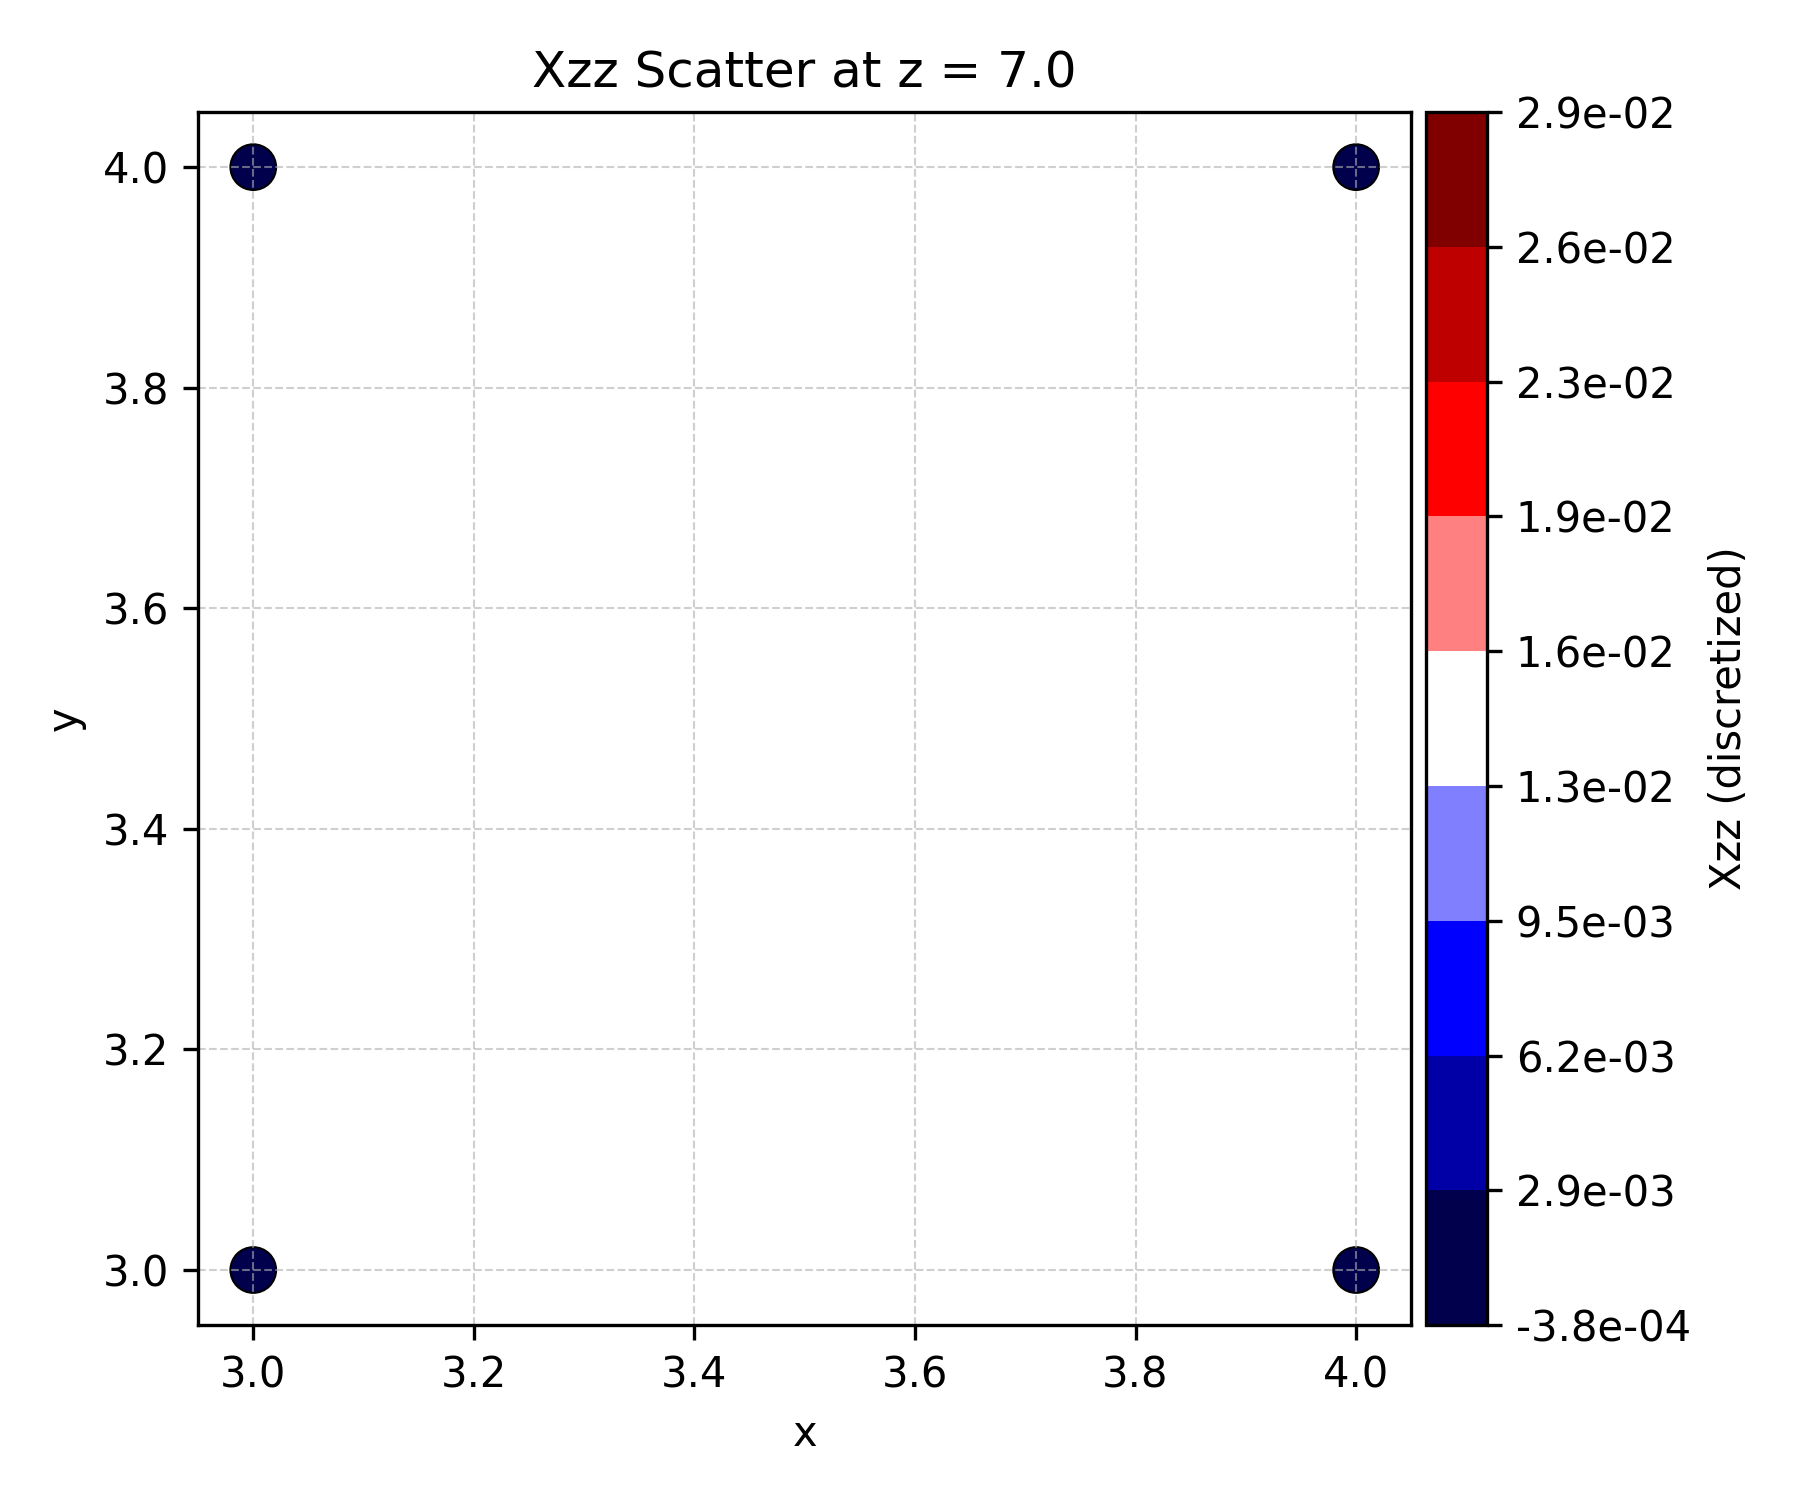 Xzz Scatter at z = 7.0
y
4.0
3.8
3.6
3.4
3.2
3.0
3.0 3.2 3.4 3.6 3.8 4.0
x
2.9e-02
2.6e-02
2.3e-02
1.9e-02
1.6e-02
1.3e-02
9.5e-03
6.2e-03
2.9e-03
-3.8e-04
Xzz (discretized)